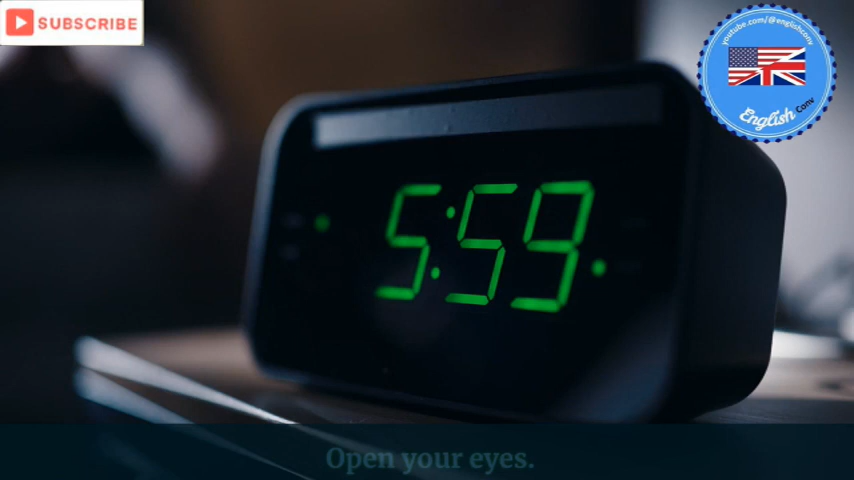 SUBSCRIBE
youtube.com/@englishconv
English Conv
5:59
Open your eyes.